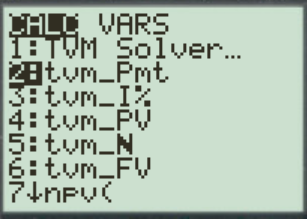 CALC VARS
1:TVM Solver…
2:tvm_Pmt
3:tvm_I%
4:tvm_PV
5:tvm_N
6:tvm_FV
7↓npv(